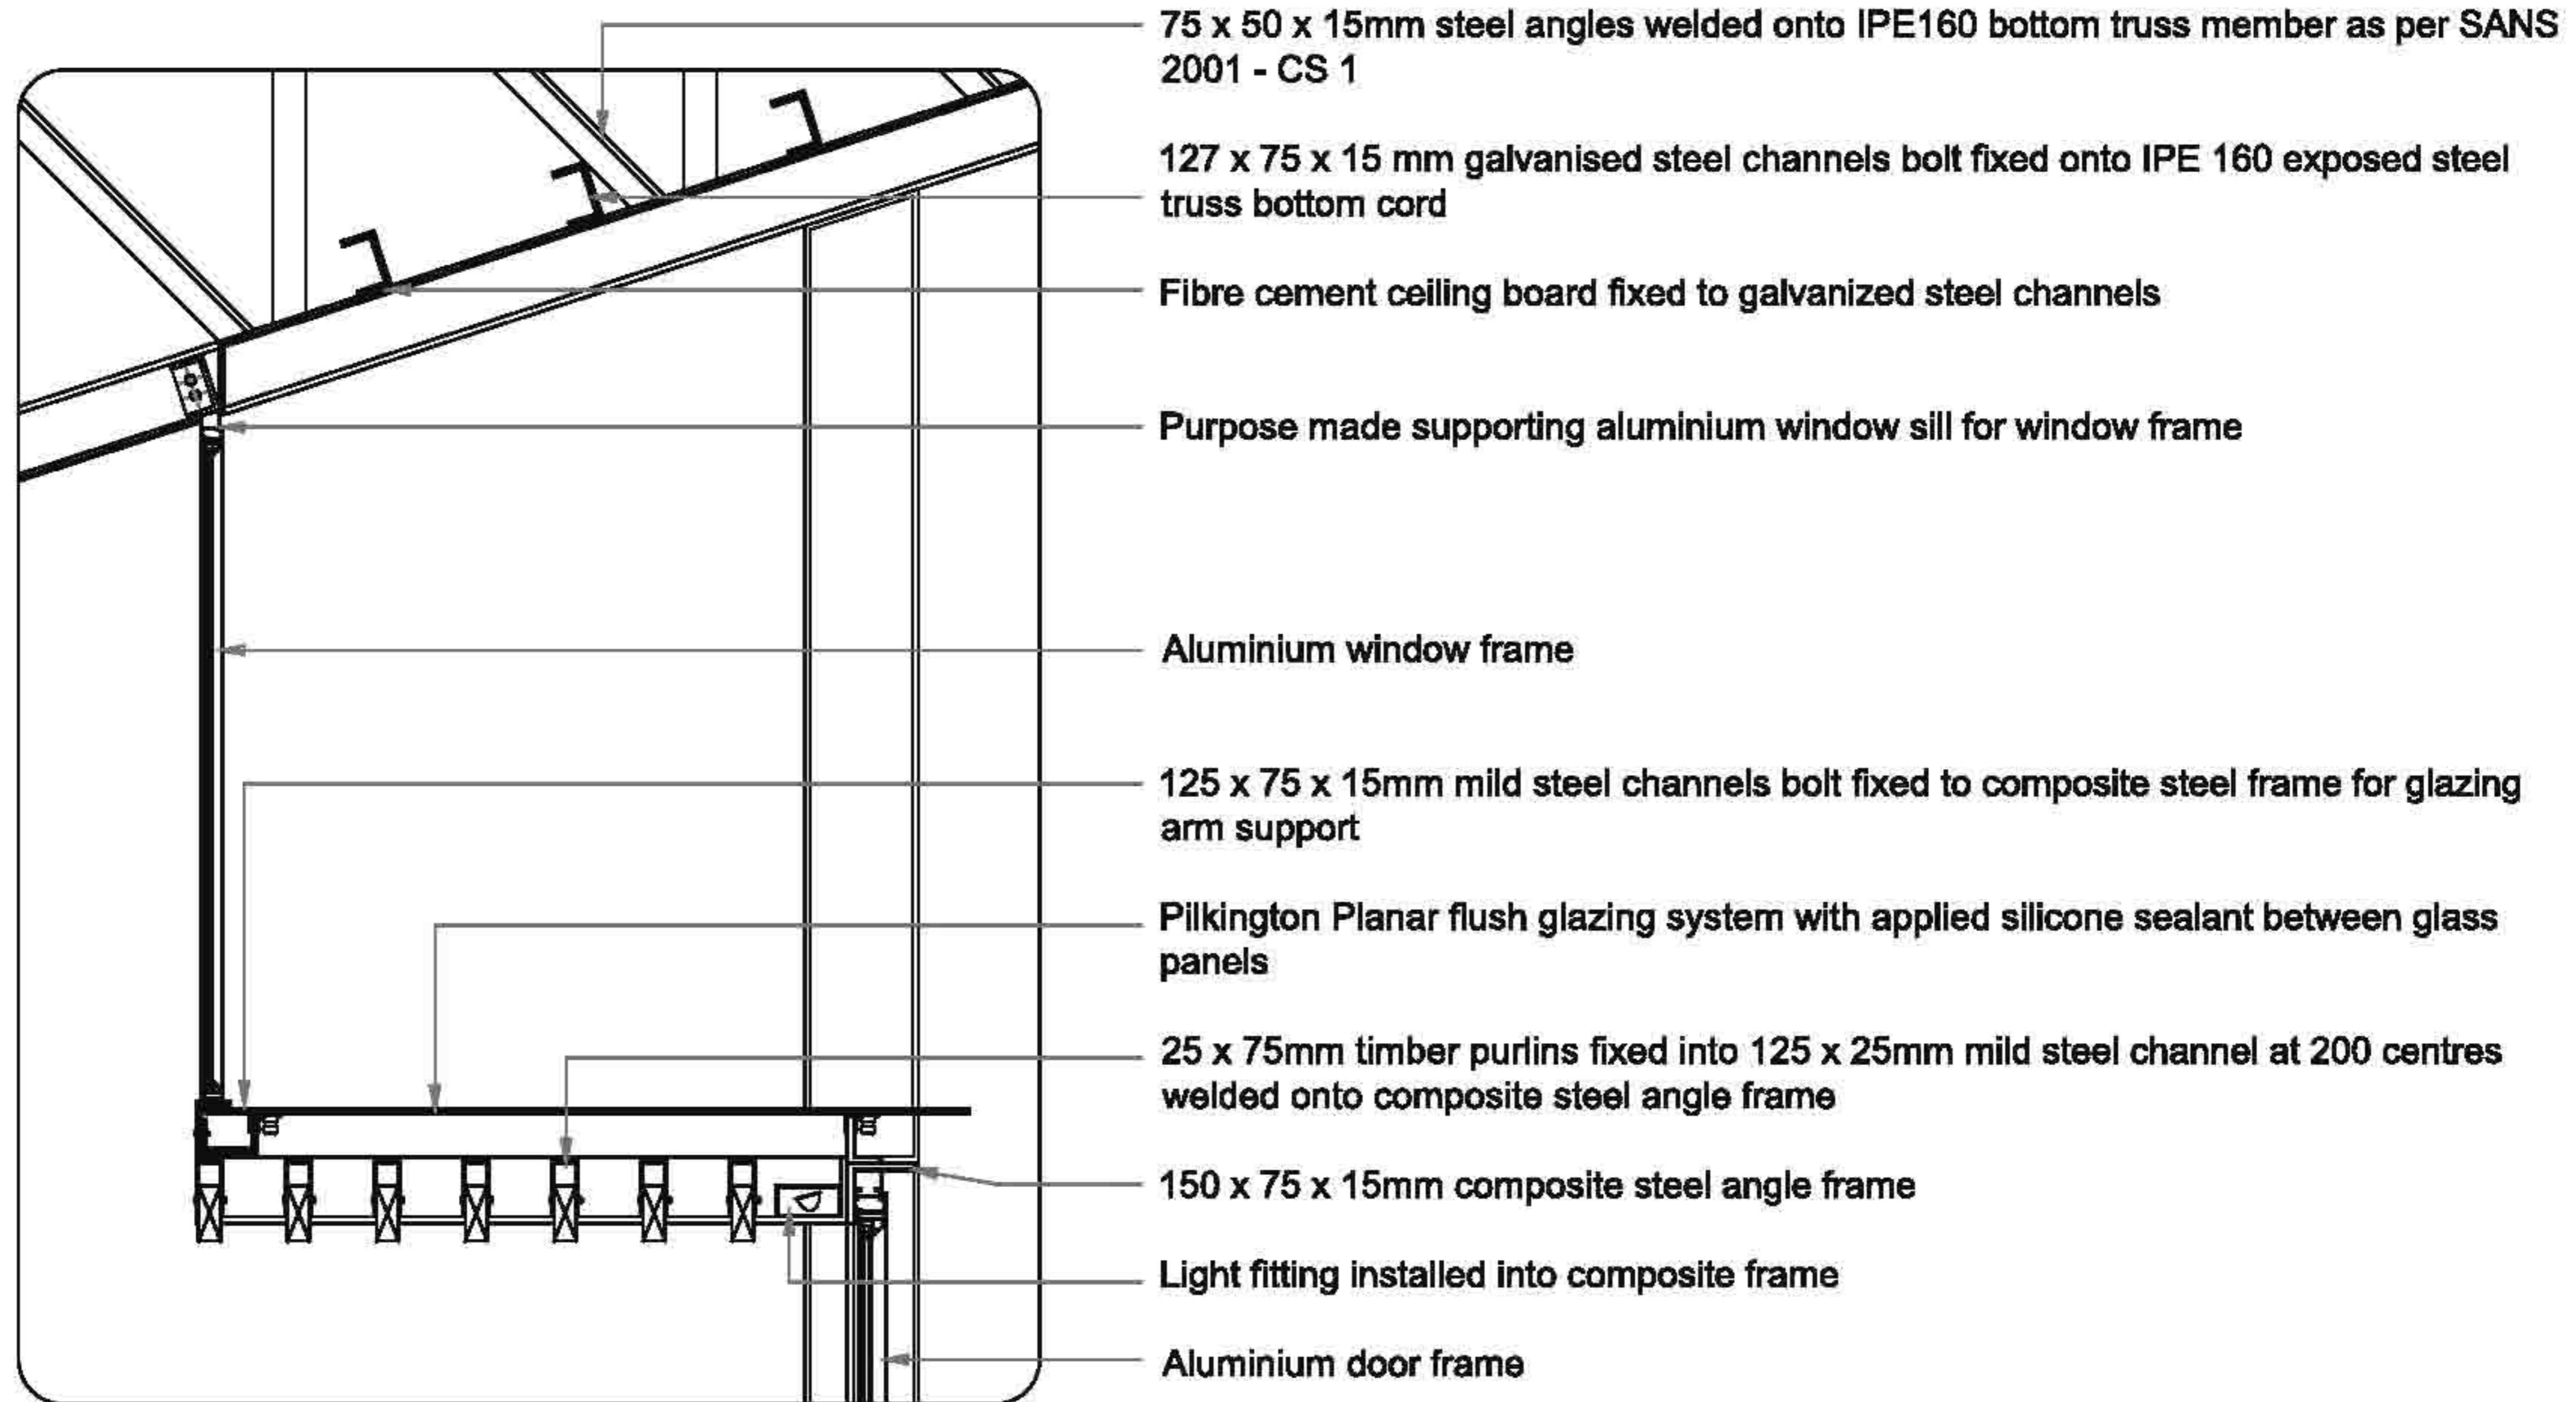 75 x 50 x 15mm steel angles welded onto IPE160 bottom truss member as per SANS
2001 - CS 1
127 x 75 x 15 mm galvanised steel channels bolt fixed onto IPE 160 exposed steel
truss bottom cord
Fibre cement ceiling board fixed to galvanized steel channels
Purpose made supporting aluminium window sill for window frame
Aluminium window frame
125 x 75 x 15mm mild steel channels bolt fixed to composite steel frame for glazing
arm support
Pilkington Planar flush glazing system with applied silicone sealant between glass
panels
25 x 75mm timber purlins fixed into 125 x 25mm mild steel channel at 200 centres
welded onto composite steel angle frame
150 x 75 x 15mm composite steel angle frame
Light fitting installed into composite frame
Aluminium door frame